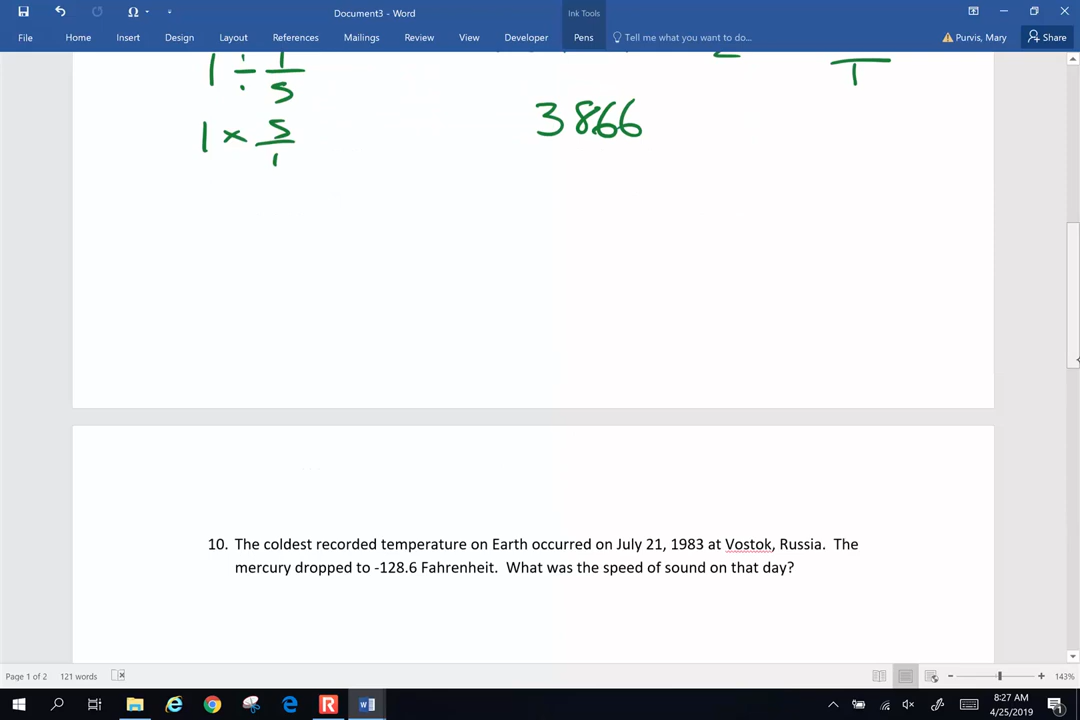 Document3 - Word
Ink Tools
File Home Insert Design Layout References Mailings Review View Developer Pens Tell me what you want to do... Purvis, Mary Share
1 ÷ 1/5
1
1 × 5/1
3866
10. The coldest recorded temperature on Earth occurred on July 21, 1983 at Vostok, Russia. The
mercury dropped to -128.6 Fahrenheit. What was the speed of sound on that day?
Page 1 of 2 121 words 143%
8:27 AM
4/25/2019